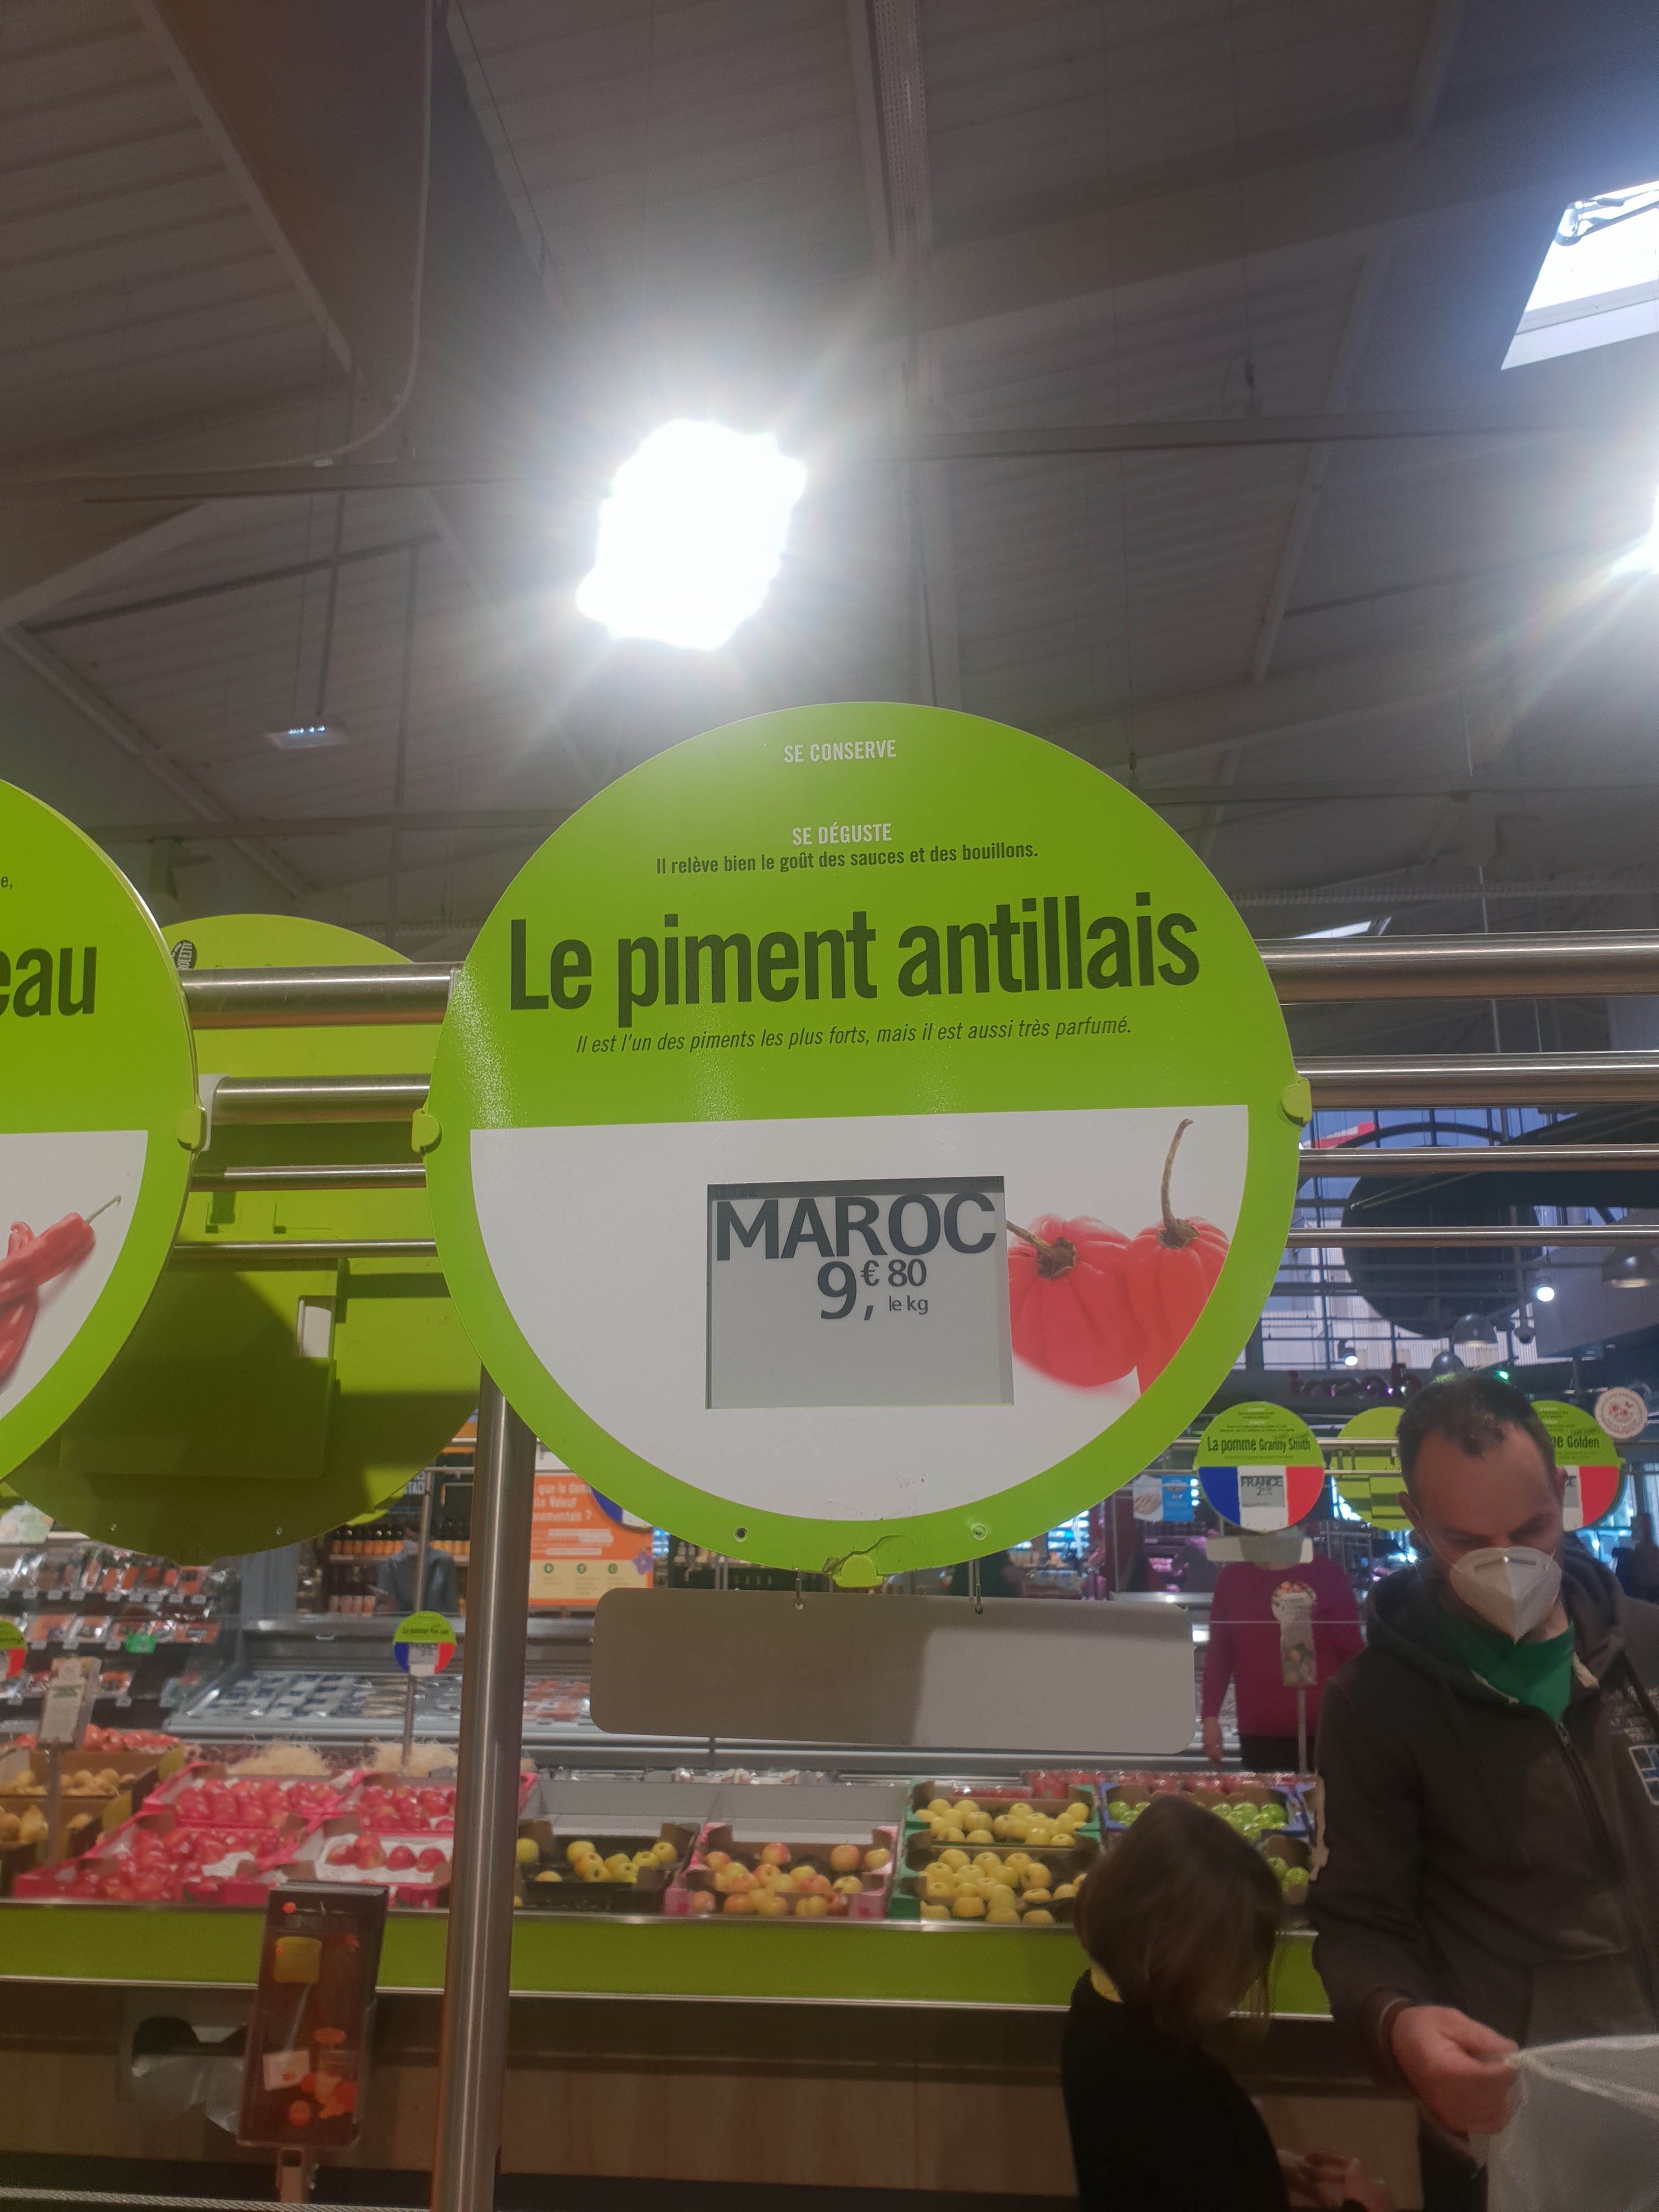 SE CONSERVE
SE DÉGUSTE
Il relève bien le goût des sauces et des bouillons.
Le piment antillais
Il est l'un des piments les plus forts, mais il est aussi très parfumé.
MAROC
9,€ 80
le kg
eau
La pomme Granny Smith
FRANCE
Golden